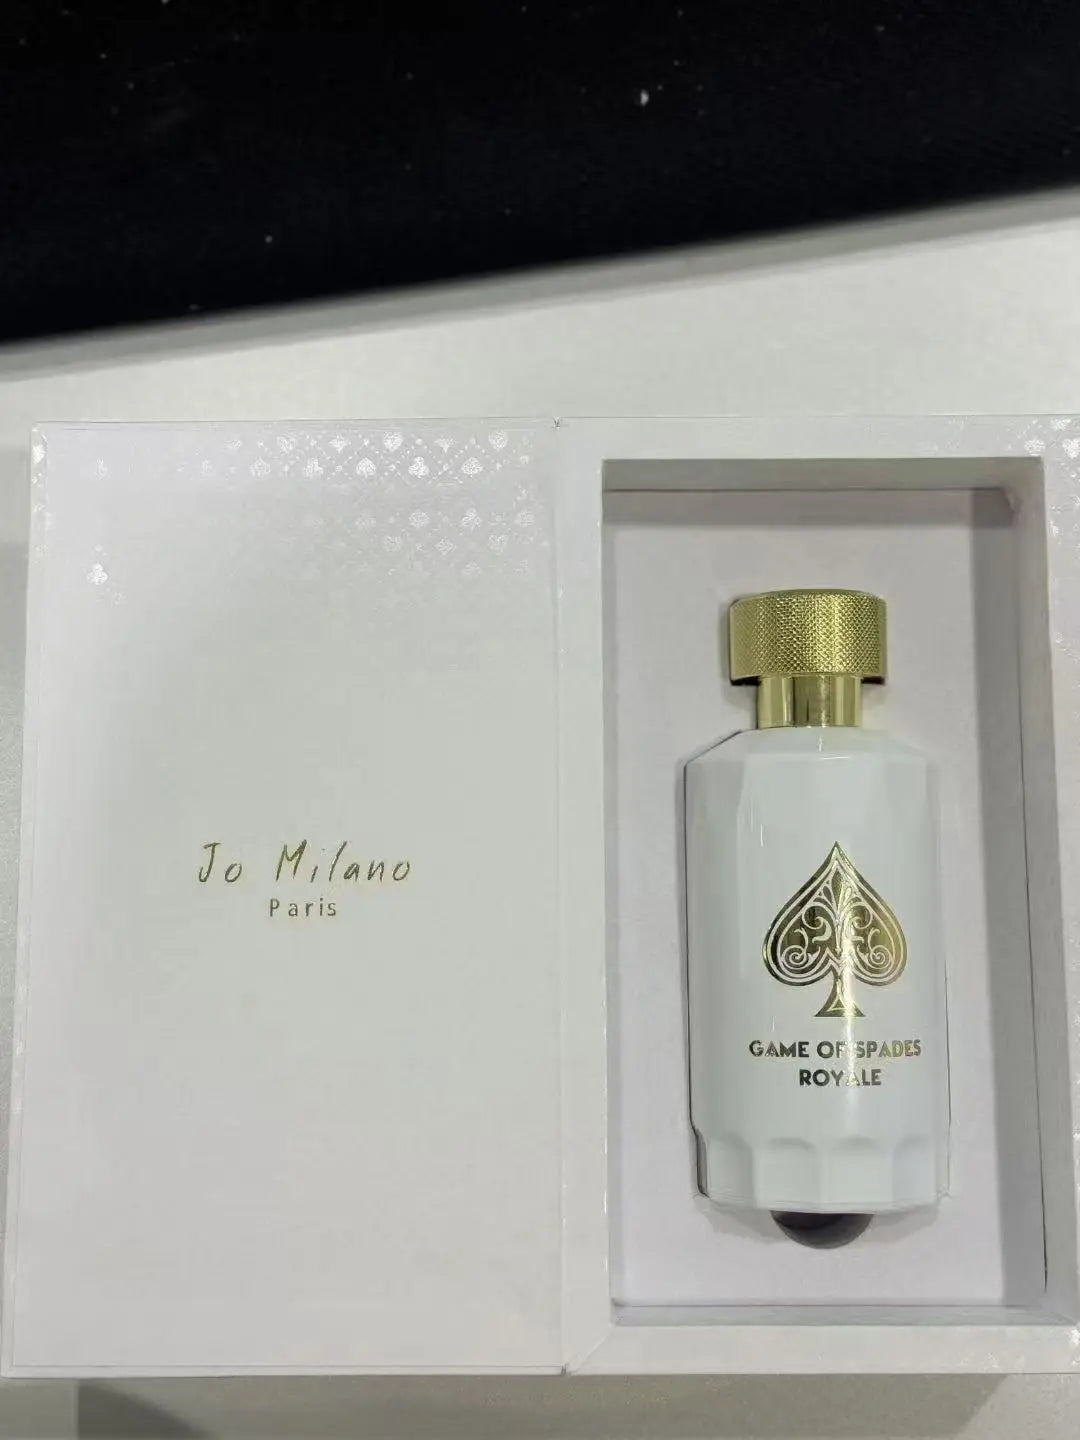 Jo Milano
Paris
GAME OF SPADES
ROYALE